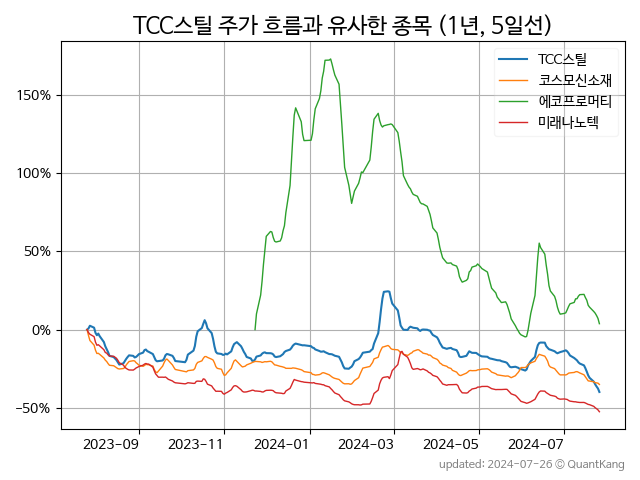 TCC스틸 주가 흐름과 유사한 종목 (1년, 5일선)
TCC스틸
코스모신소재
에코프로머티
미래나노텍
150%
100%
50%
0%
−50%
2023−09
2023−11
2024−01
2024−03
2024−05
2024−07
updated: 2024-07-26 © QuantKang